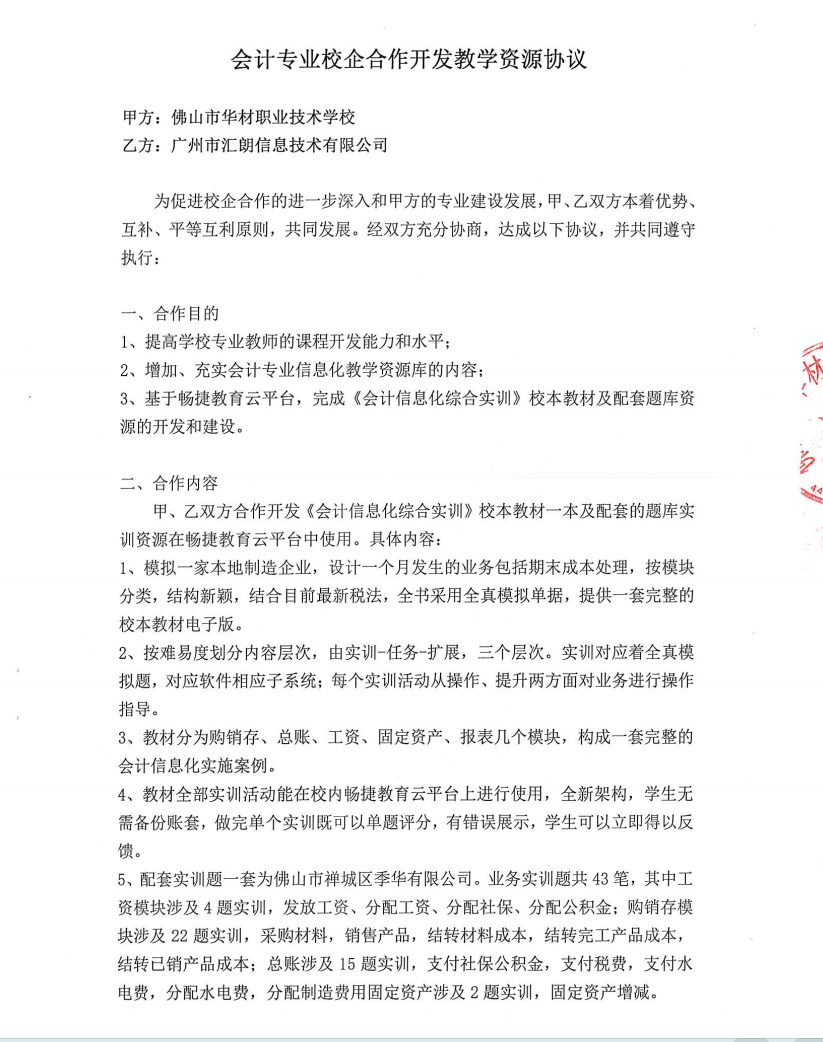 会计专业校企合作开发教学资源协议
甲方：佛山市华材职业技术学校
乙方：广州市汇朗信息技术有限公司
为促进校企合作的进一步深入和甲方的专业建设发展，甲、乙双方本着优势、
互补、平等互利原则，共同发展。经双方充分协商，达成以下协议，并共同遵守
执行：
一、合作目的
1、提高学校专业教师的课程开发能力和水平；
2、增加、充实会计专业信息化教学资源库的内容；
3、基于畅捷教育云平台，完成《会计信息化综合实训》校本教材及配套题库资
源的开发和建设。
二、合作内容
甲、乙双方合作开发《会计信息化综合实训》校本教材一本及配套的题库实
训资源在畅捷教育云平台中使用。具体内容：
1、模拟一家本地制造企业，设计一个月发生的业务包括期末成本处理，按模块
分类，结构新颖，结合目前最新税法，全书采用全真模拟单据，提供一套完整的
校本教材电子版。
2、按难易度划分内容层次，由实训-任务-扩展，三个层次。实训对应着全真模
拟题，对应软件相应子系统；每个实训活动从操作、提升两方面对业务进行操作
指导。
3、教材分为购销存、总账、工资、固定资产、报表几个模块，构成一套完整的
会计信息化实施案例。
4、教材全部实训活动能在校内畅捷教育云平台上进行使用，全新架构，学生无
需备份账套，做完单个实训既可以单题评分，有错误展示，学生可以立即得以反
馈。
5、配套实训题一套为佛山市禅城区季华有限公司。业务实训题共 43 笔，其中工
资模块涉及 4 题实训，发放工资、分配工资、分配社保、分配公积金；购销存模
块涉及 22 题实训，采购材料，销售产品，结转材料成本，结转完工产品成本，
结转已销产品成本；总账涉及 15 题实训，支付社保公积金，支付税费，支付水
电费，分配水电费，分配制造费用固定资产涉及 2 题实训，固定资产增减。
材
44